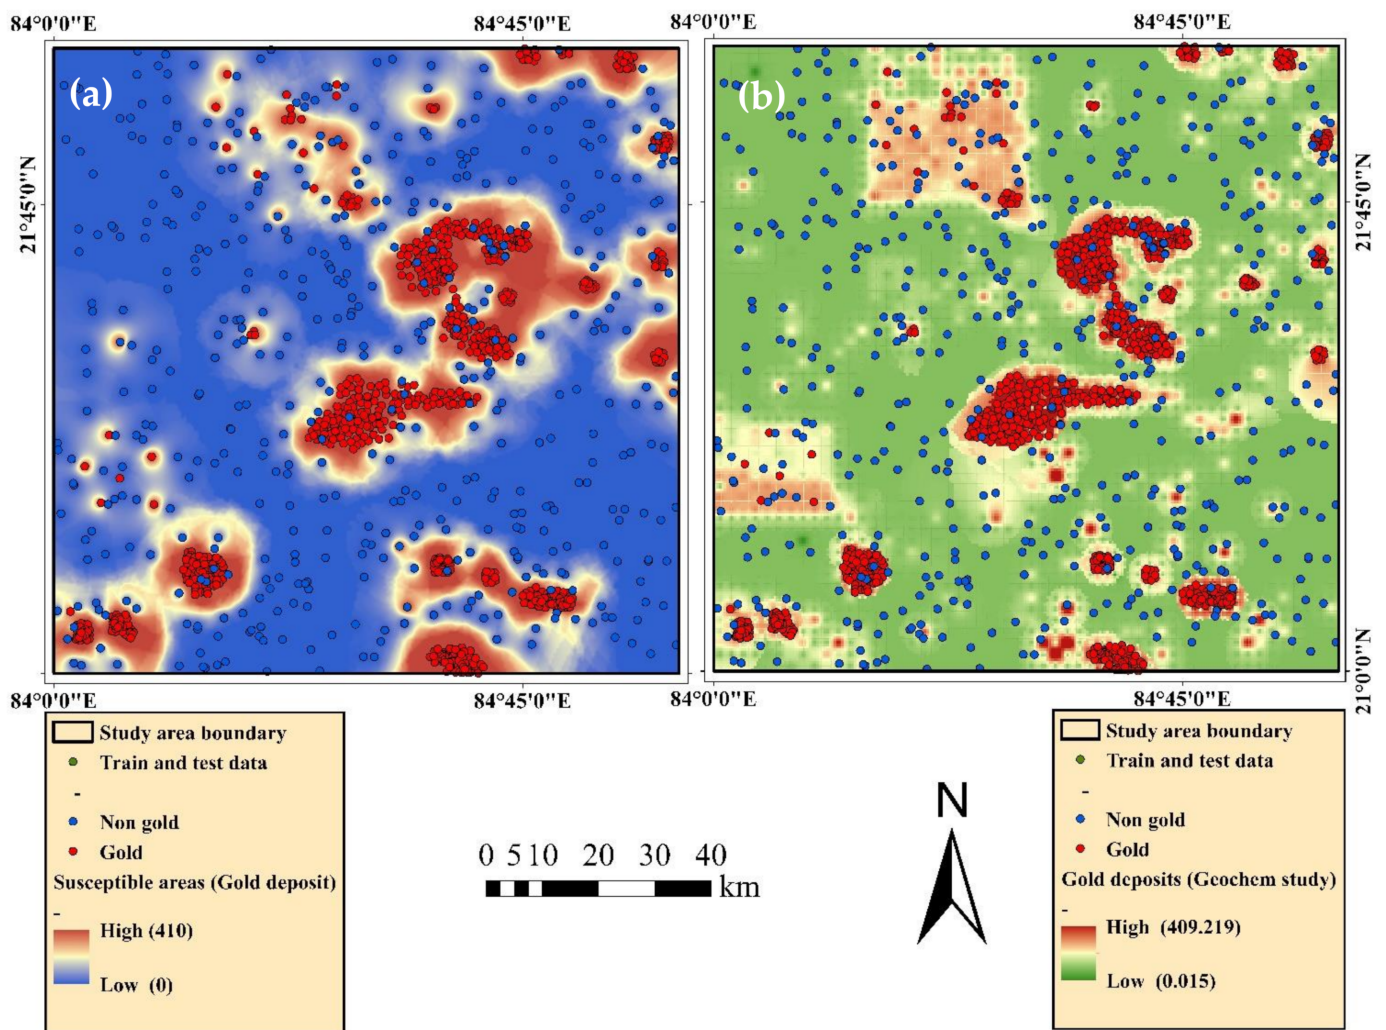 84°0'0"E 84°45'0"E 84°0'0"E 84°45'0"E
(a) (b)
21°45'0"N 21°45'0"N
21°0'0"N
84°0'0"E 84°45'0"E 84°0'0"E 84°45'0"E
Study area boundary
Train and test data
-
Non gold
Gold
Susceptible areas (Gold deposit)
-
High (410)
Low (0)
0 5 10 20 30 40
km
N
Study area boundary
Train and test data
-
Non gold
Gold
Gold deposits (Geochem study)
-
High (409.219)
Low (0.015)